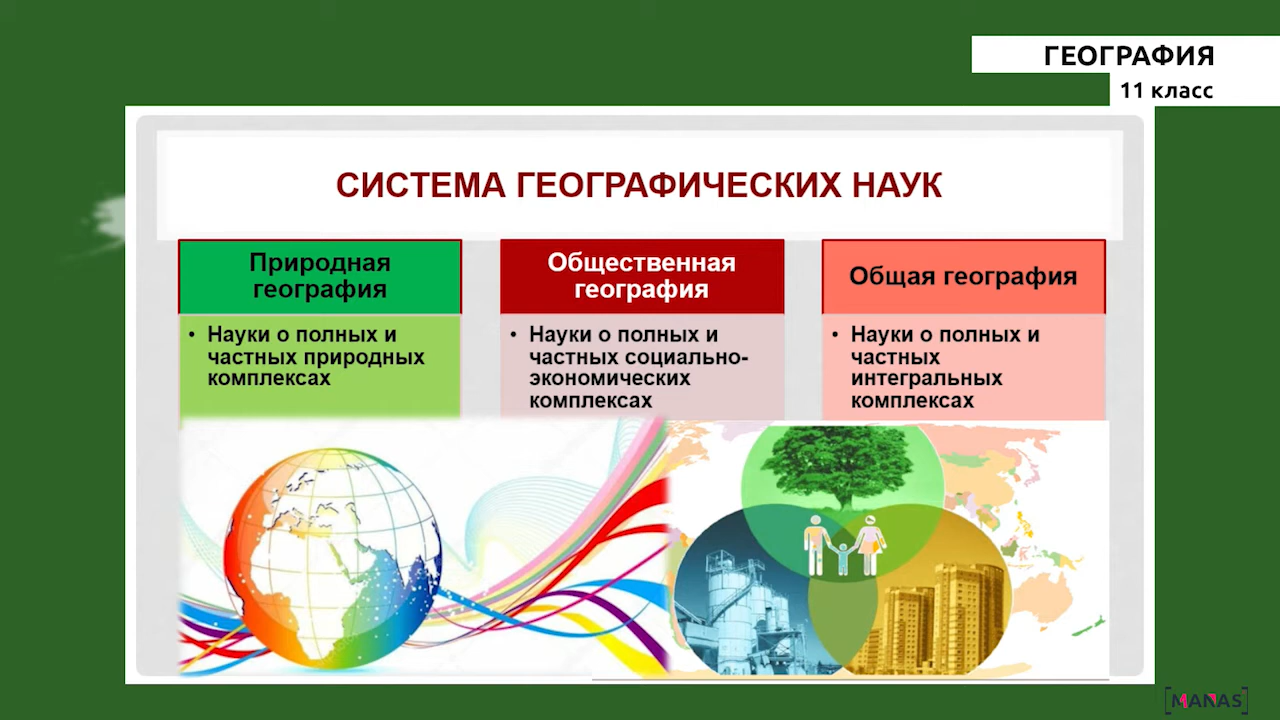 ГЕОГРАФИЯ
11 класс
СИСТЕМА ГЕОГРАФИЧЕСКИХ НАУК
Природная
география
• Науки о полных и
частных природных
комплексах
Общественная
география
• Науки о полных и
частных социально-
экономических
комплексах
Общая география
• Науки о полных и
частных
интегральных
комплексах
[MANAS]